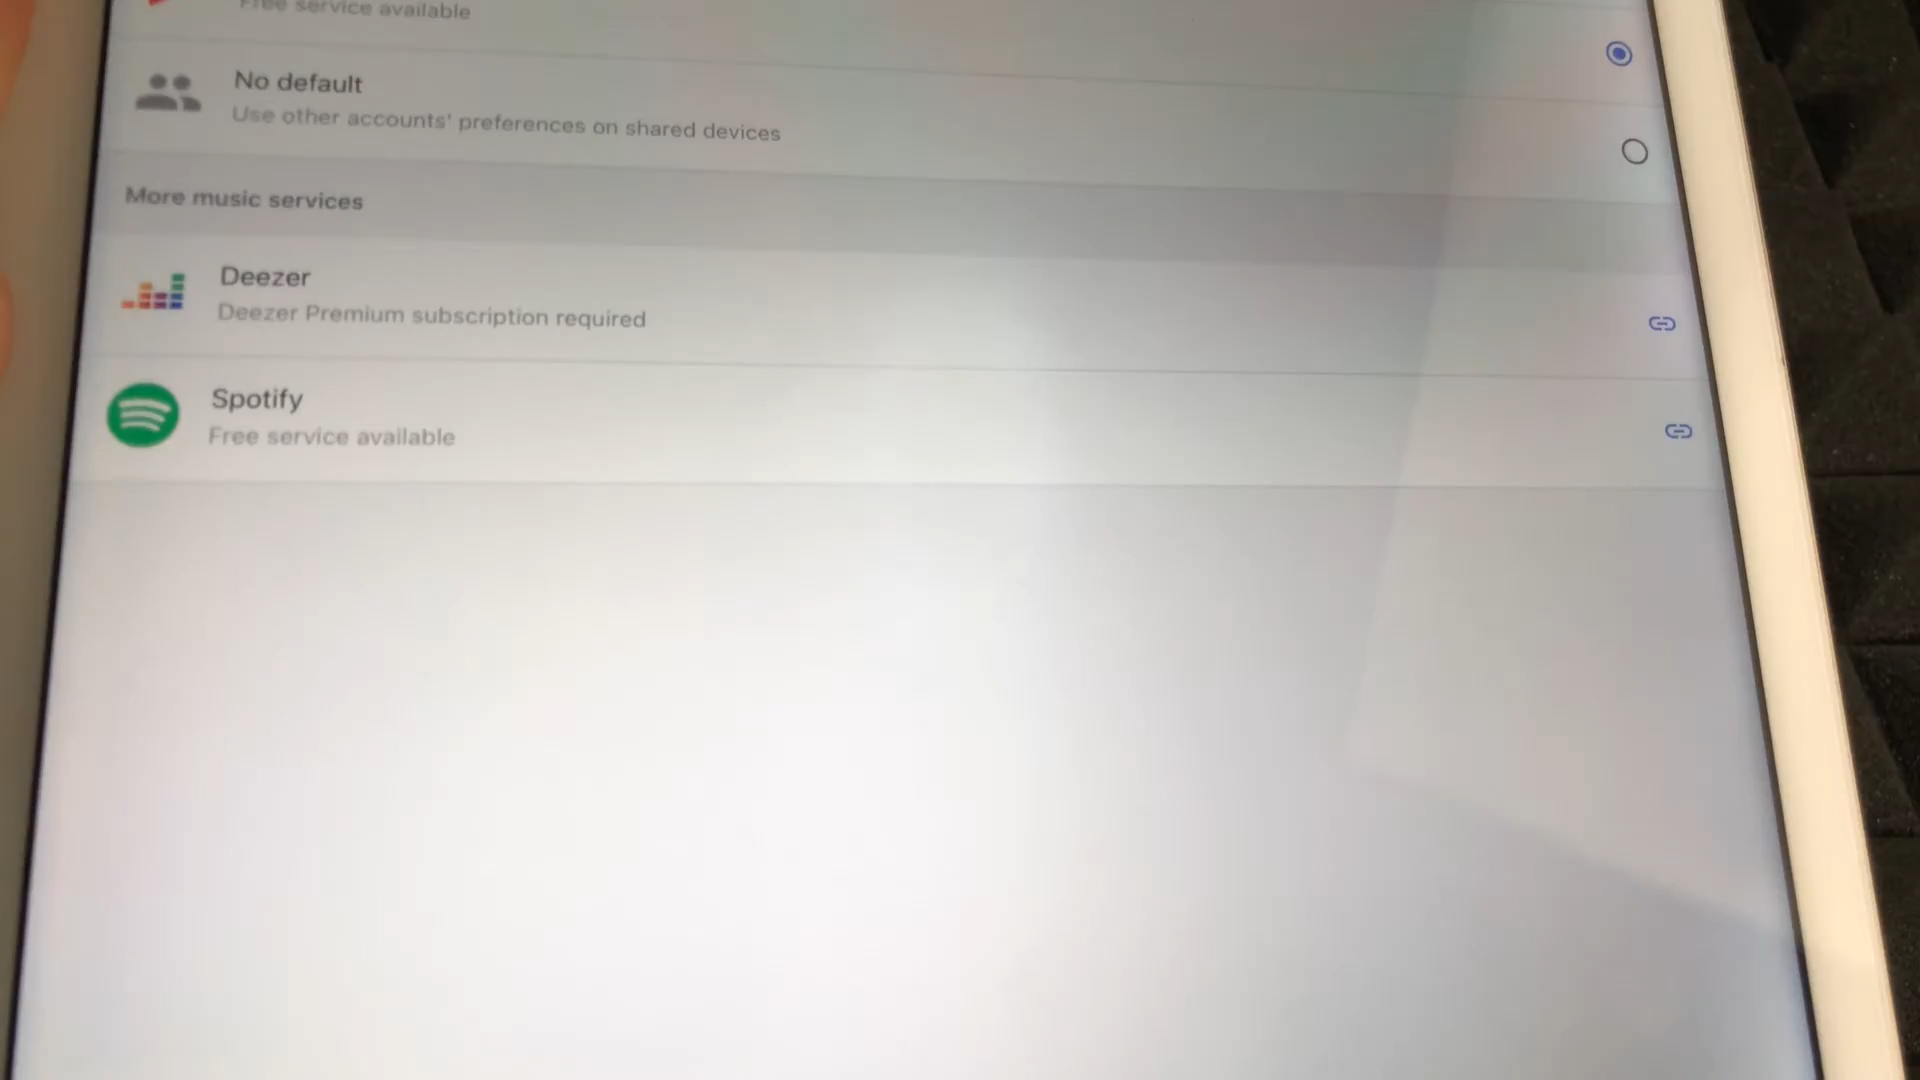 Free service available
No default
Use other accounts' preferences on shared devices
More music services
Deezer
Deezer Premium subscription required
Spotify
Free service available